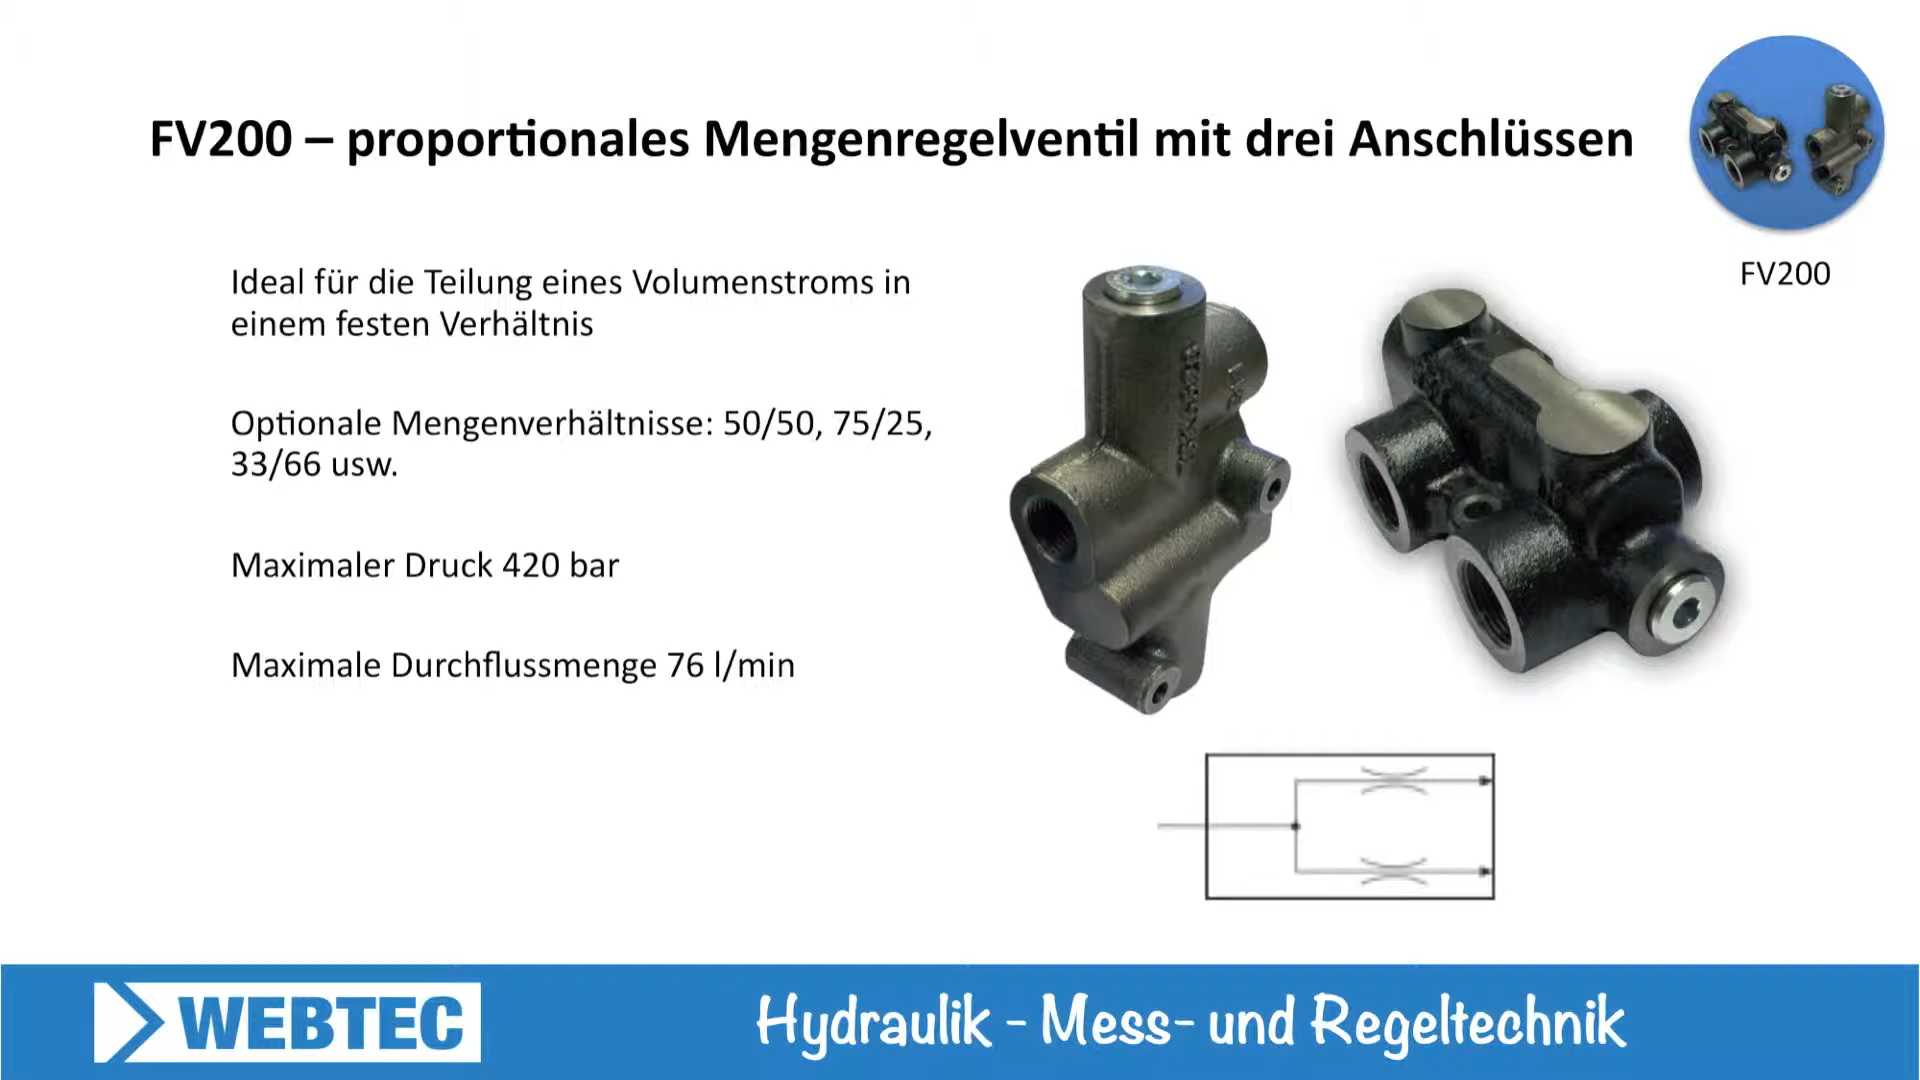 FV200 – proportionales Mengenregelventil mit drei Anschlüssen
FV200
Ideal für die Teilung eines Volumenstroms in
einem festen Verhältnis
Optionale Mengenverhältnisse: 50/50, 75/25,
33/66 usw.
Maximaler Druck 420 bar
Maximale Durchflussmenge 76 l/min
WEBTEC
Hydraulik - Mess- und Regeltechnik